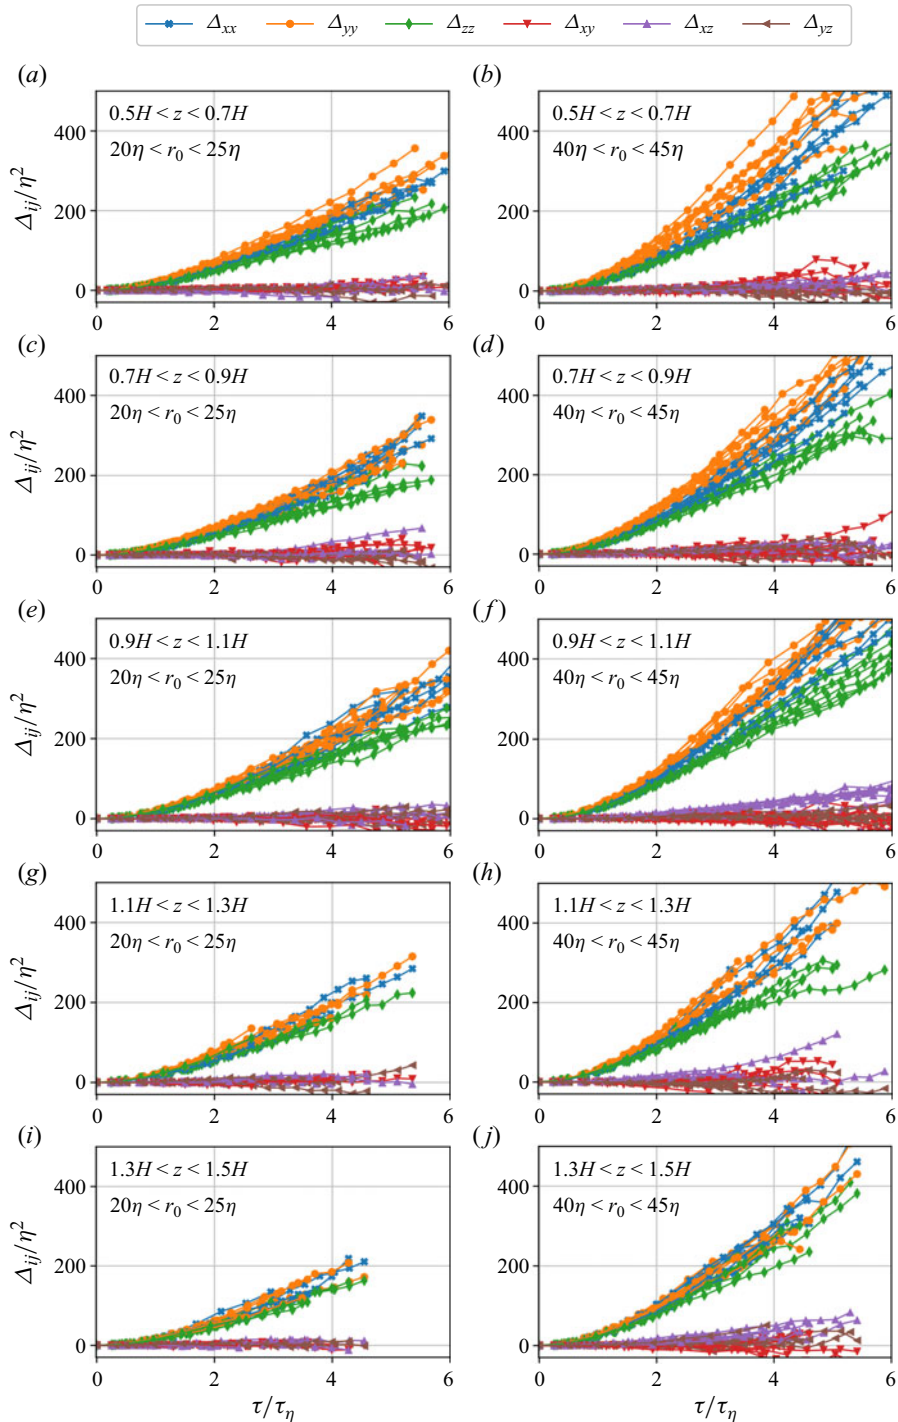 Δxx Δyy Δzz Δxy Δxz Δyz
(a) (b)
0.5H < z < 0.7H 0.5H < z < 0.7H
400 400
20η < r0 < 25η 40η < r0 < 45η
Δij/η²
200 200
0 0
0 2 4 6 0 2 4 6
(c) (d)
0.7H < z < 0.9H 0.7H < z < 0.9H
400 400
20η < r0 < 25η 40η < r0 < 45η
Δij/η²
200 200
0 0
0 2 4 6 0 2 4 6
(e) (f)
0.9H < z < 1.1H 0.9H < z < 1.1H
400 400
20η < r0 < 25η 40η < r0 < 45η
Δij/η²
200 200
0 0
0 2 4 6 0 2 4 6
(g) (h)
1.1H < z < 1.3H 1.1H < z < 1.3H
400 400
20η < r0 < 25η 40η < r0 < 45η
Δij/η²
200 200
0 0
0 2 4 6 0 2 4 6
(i) (j)
1.3H < z < 1.5H 1.3H < z < 1.5H
400 400
20η < r0 < 25η 40η < r0 < 45η
Δij/η²
200 200
0 0
0 2 4 6 0 2 4 6
τ/τη τ/τη